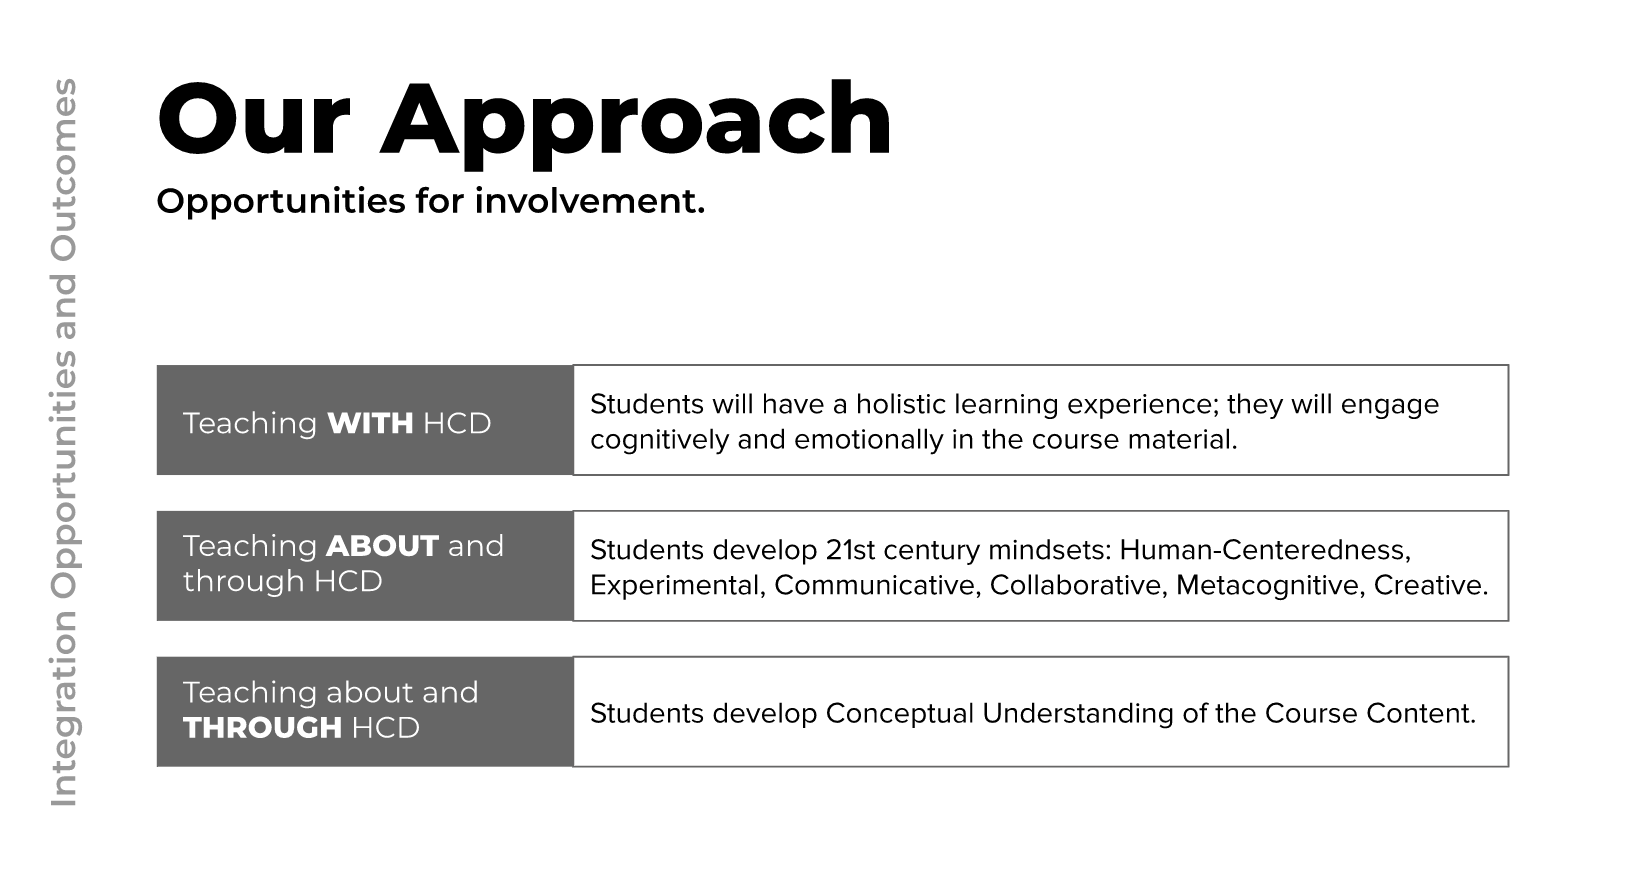 Integration Opportunities and Outcomes
Our Approach
Opportunities for involvement.
Teaching WITH HCD
Students will have a holistic learning experience; they will engage
cognitively and emotionally in the course material.
Teaching ABOUT and
through HCD
Students develop 21st century mindsets: Human-Centeredness,
Experimental, Communicative, Collaborative, Metacognitive, Creative.
Teaching about and
THROUGH HCD
Students develop Conceptual Understanding of the Course Content.